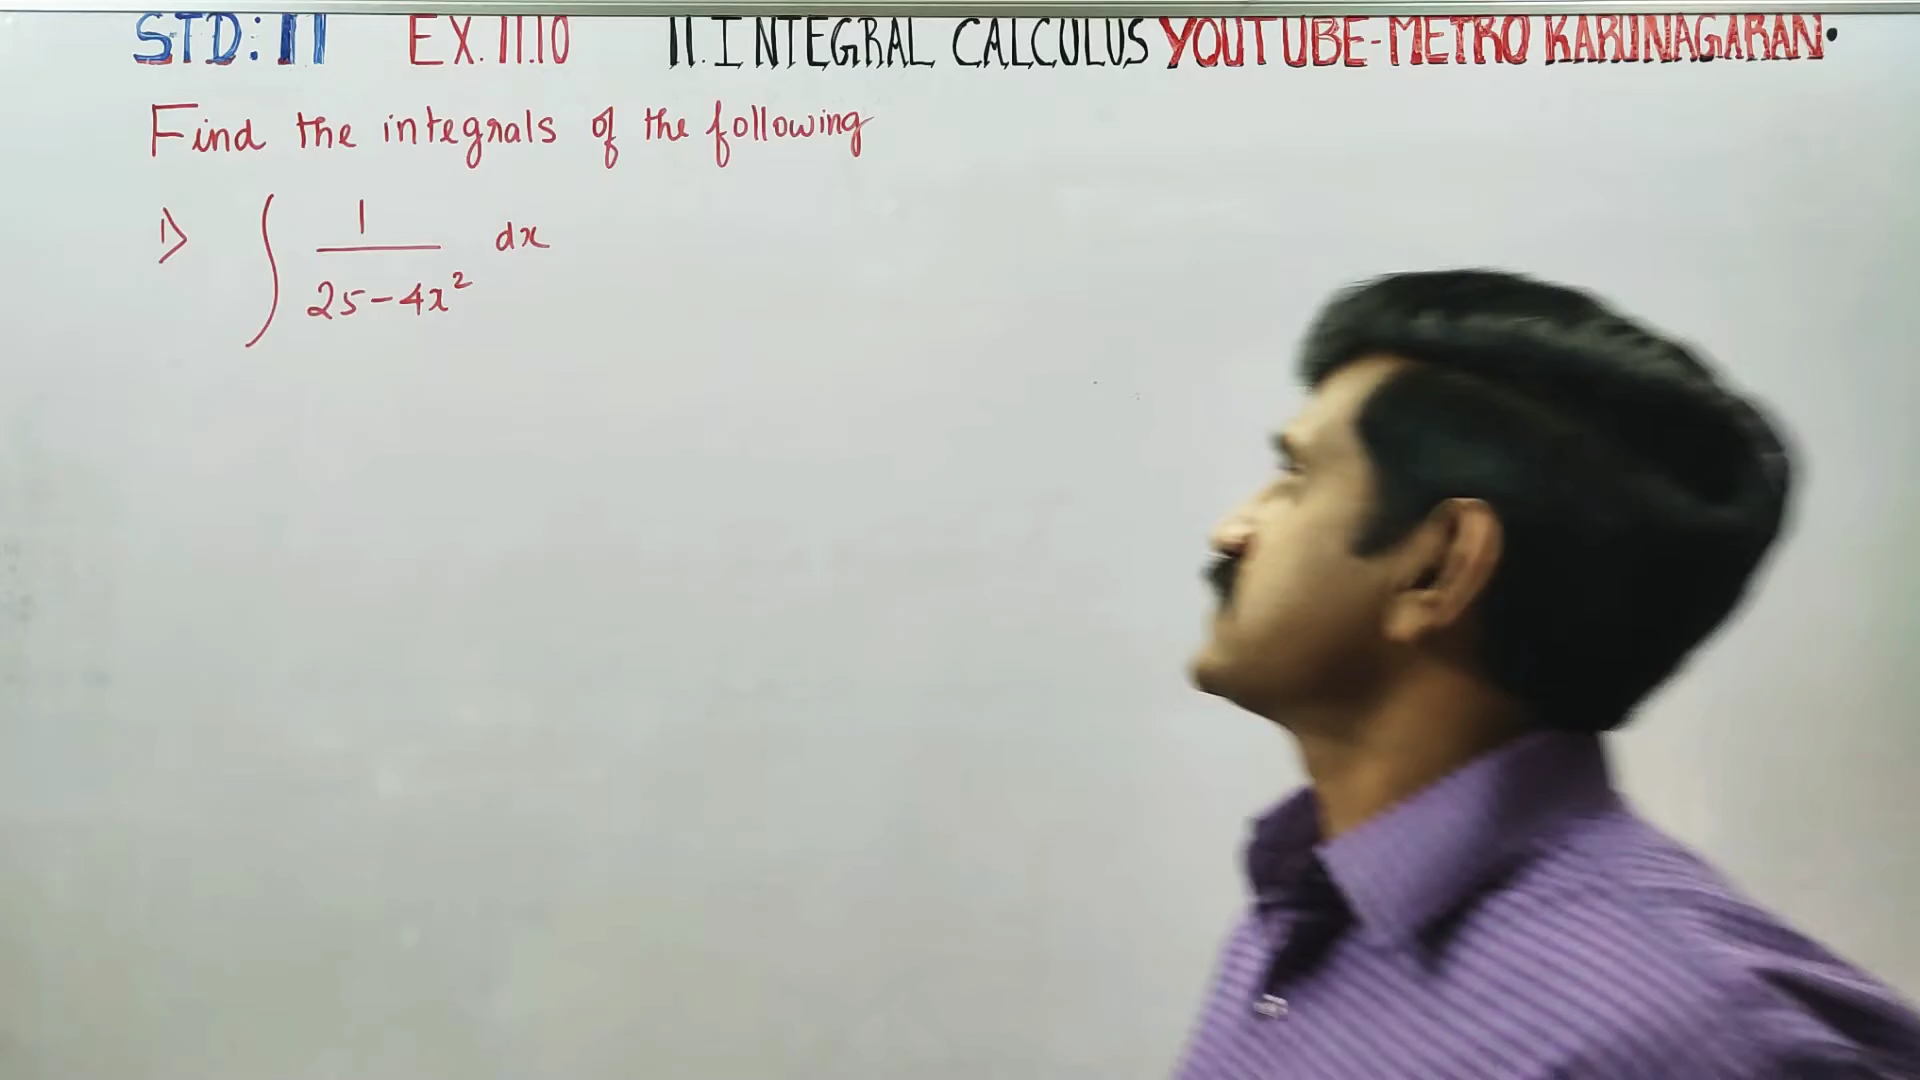 STD: 11 EX. 11.10 11. INTEGRAL CALCULUS YOUTUBE-METRO KARUNAGARAN.
Find the integrals of the following
1) ∫ 1 / (25-4x²) dx